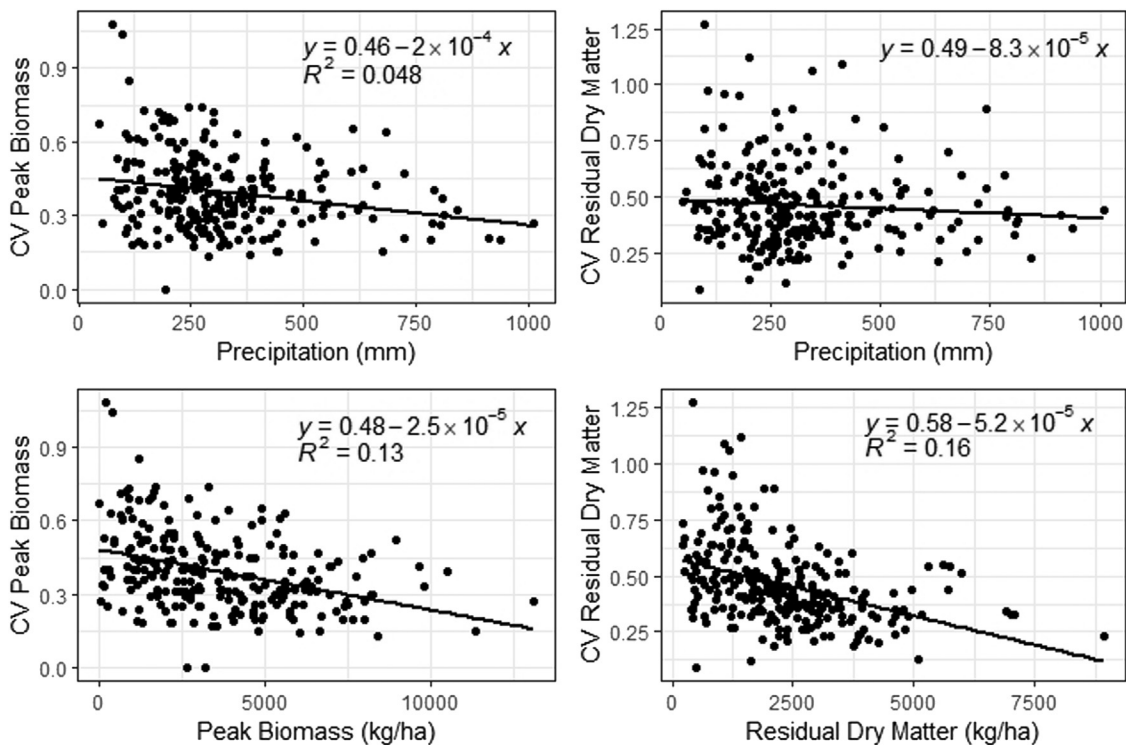 CV Peak Biomass
0.9
0.6
0.3
0.0
y = 0.46 − 2 × 10⁻⁴ x
R² = 0.048
0 250 500 750 1000
Precipitation (mm)
CV Residual Dry Matter
1.25
1.00
0.75
0.50
0.25
y = 0.49 − 8.3 × 10⁻⁵ x
0 250 500 750 1000
Precipitation (mm)
CV Peak Biomass
0.9
0.6
0.3
0.0
y = 0.48 − 2.5 × 10⁻⁵ x
R² = 0.13
0 5000 10000
Peak Biomass (kg/ha)
CV Residual Dry Matter
1.25
1.00
0.75
0.50
0.25
y = 0.58 − 5.2 × 10⁻⁵ x
R² = 0.16
0 2500 5000 7500
Residual Dry Matter (kg/ha)